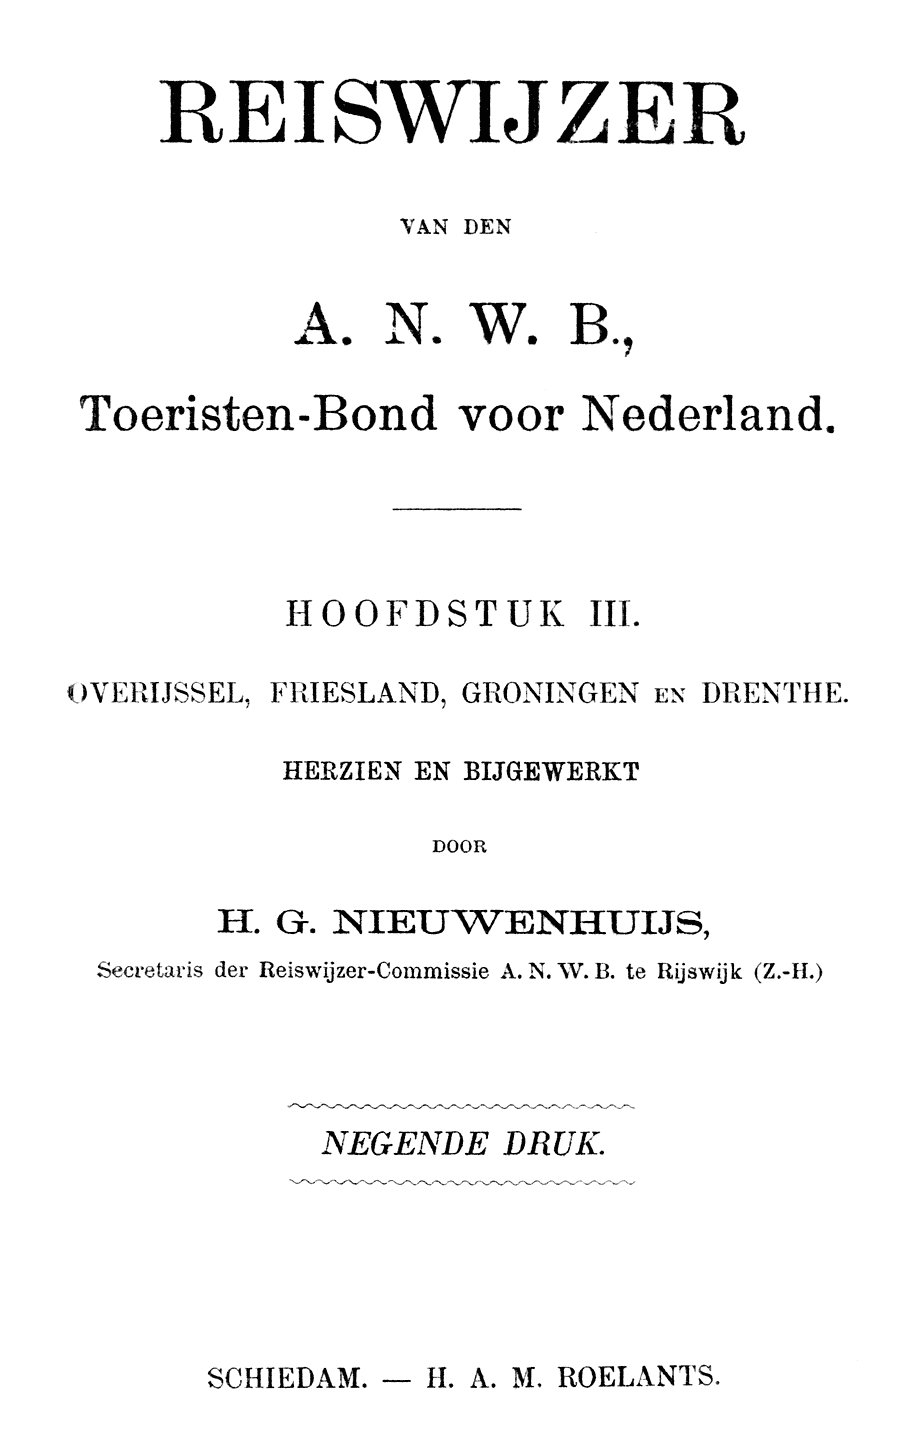 REISWIJZER
VAN DEN
A. N. W. B.,
Toeristen-Bond voor Nederland.
HOOFDSTUK III.
OVERIJSSEL, FRIESLAND, GRONINGEN EN DRENTHE.
HERZIEN EN BIJGEWERKT
DOOR
H. G. NIEUWENHUIJS,
Secretaris der Reiswijzer-Commissie A. N. W. B. te Rijswijk (Z.-H.)
NEGENDE DRUK.
SCHIEDAM. — H. A. M. ROELANTS.